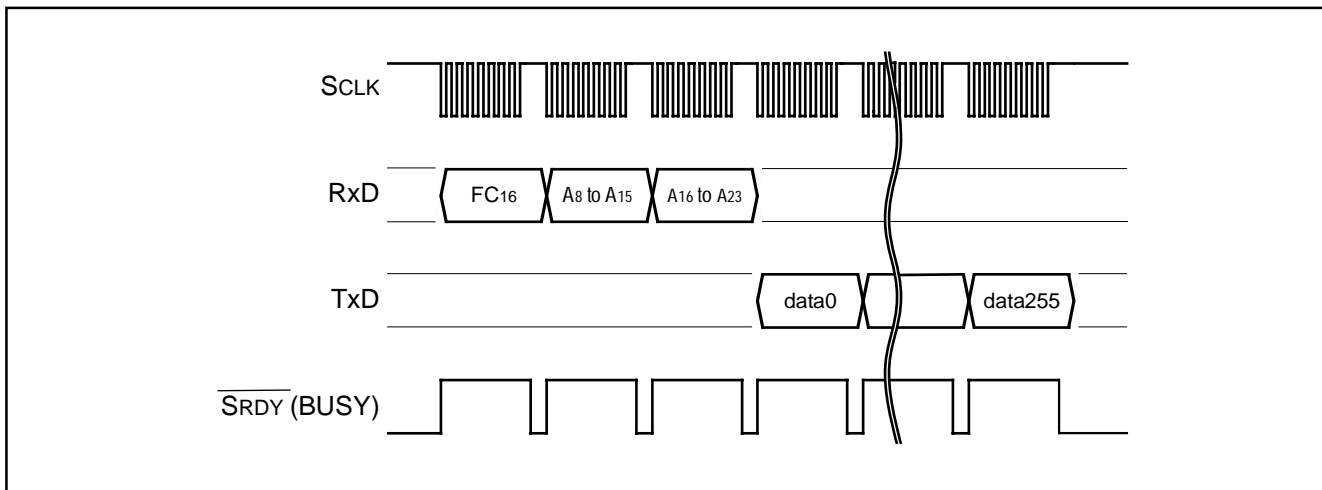 SCLK
RxD
FC16
A8 to A15
A16 to A23
TxD
data0
data255
SRDY (BUSY)